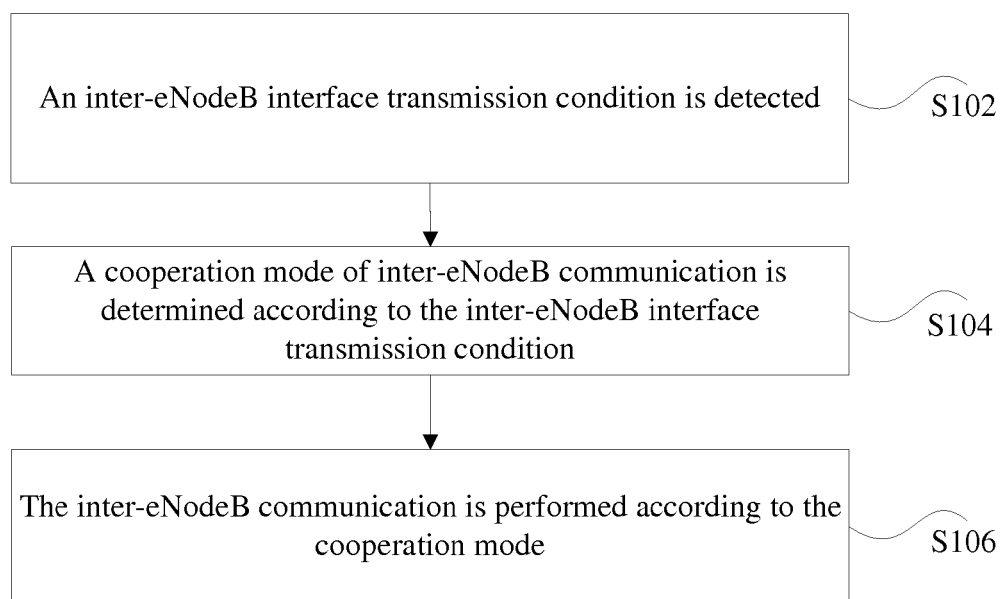 An inter-eNodeB interface transmission condition is detected
S102
A cooperation mode of inter-eNodeB communication is
determined according to the inter-eNodeB interface
transmission condition
S104
The inter-eNodeB communication is performed according to the
cooperation mode
S106